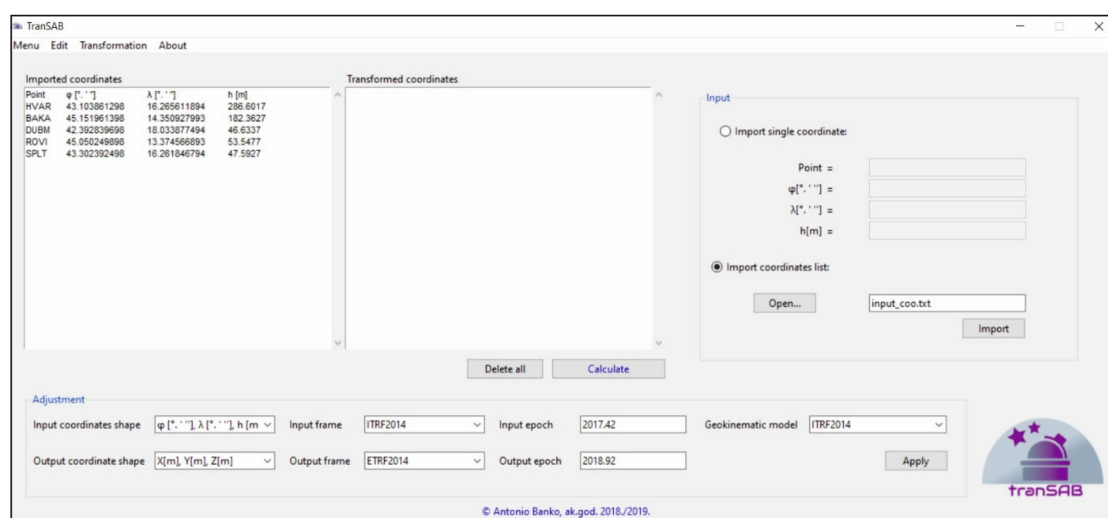 TranSAB
Menu Edit Transformation About
Imported coordinates
Point φ [°. ' "] λ [°. ' "] h [m]
HVAR 43.103861298 16.265611894 286.6017
BAKA 45.151961398 14.350927993 182.3627
DUBM 42.392839698 18.033877494 46.6337
ROVI 45.050249898 13.374566893 53.5477
SPLT 43.302392498 16.261846794 47.5927
Transformed coordinates
Input
Import single coordinate:
Point =
φ[°. ' "] =
λ[°. ' "] =
h[m] =
Import coordinates list:
Open... input_coo.txt
Import
Delete all Calculate
Adjustment
Input coordinates shape φ [°. ' "], λ [°. ' "], h [m Input frame ITRF2014 Input epoch 2017.42 Geokinematic model ITRF2014
Output coordinate shape X[m], Y[m], Z[m] Output frame ETRF2014 Output epoch 2018.92 Apply
tranSAB
© Antonio Banko, ak.god. 2018./2019.